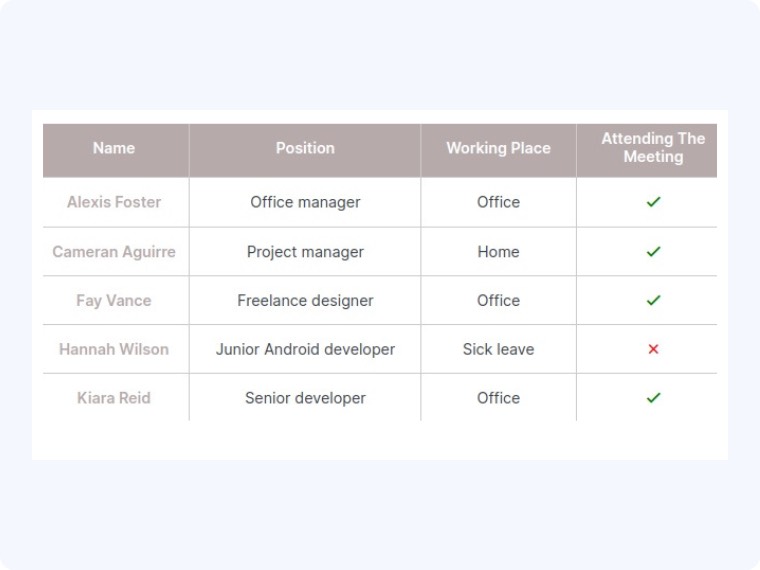 Name Position Working Place Attending The
Meeting
Alexis Foster Office manager Office ✓
Cameran Aguirre Project manager Home ✓
Fay Vance Freelance designer Office ✓
Hannah Wilson Junior Android developer Sick leave ✕
Kiara Reid Senior developer Office ✓